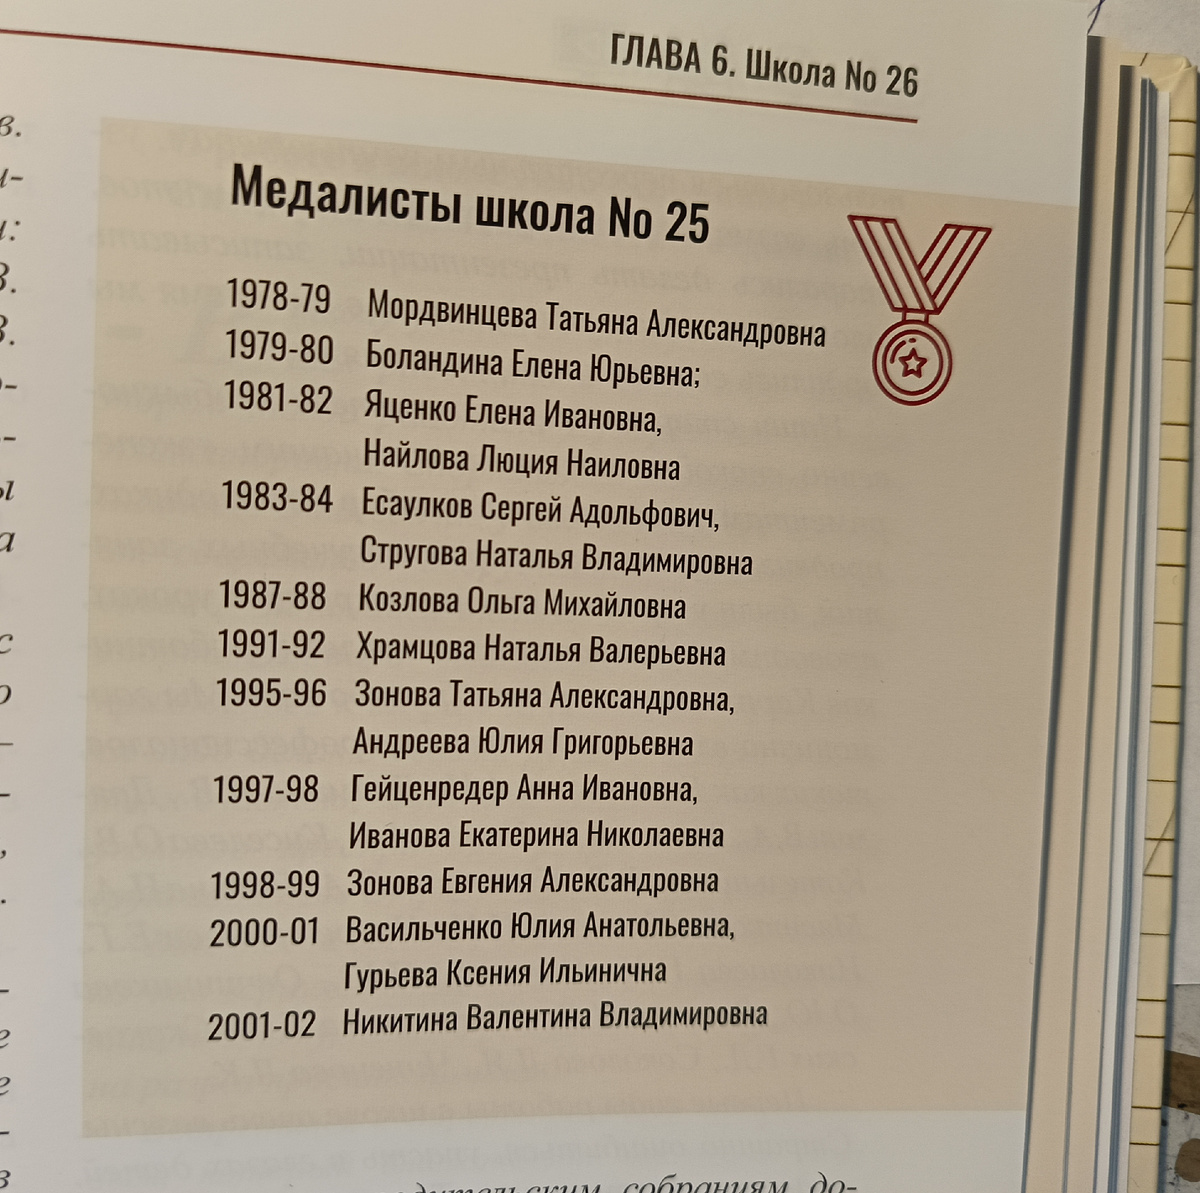 ГЛАВА 6. Школа No 26
Медалисты школа No 25
1978-79 Мордвинцева Татьяна Александровна
1979-80 Боландина Елена Юрьевна;
1981-82 Яценко Елена Ивановна,
Найлова Люция Наиловна
1983-84 Есаулков Сергей Адольфович,
Стругова Наталья Владимировна
1987-88 Козлова Ольга Михайловна
1991-92 Храмцова Наталья Валерьевна
1995-96 Зонова Татьяна Александровна,
Андреева Юлия Григорьевна
1997-98 Гейценредер Анна Ивановна,
Иванова Екатерина Николаевна
1998-99 Зонова Евгения Александровна
2000-01 Васильченко Юлия Анатольевна,
Гурьева Ксения Ильинична
2001-02 Никитина Валентина Владимировна
собраниям до-